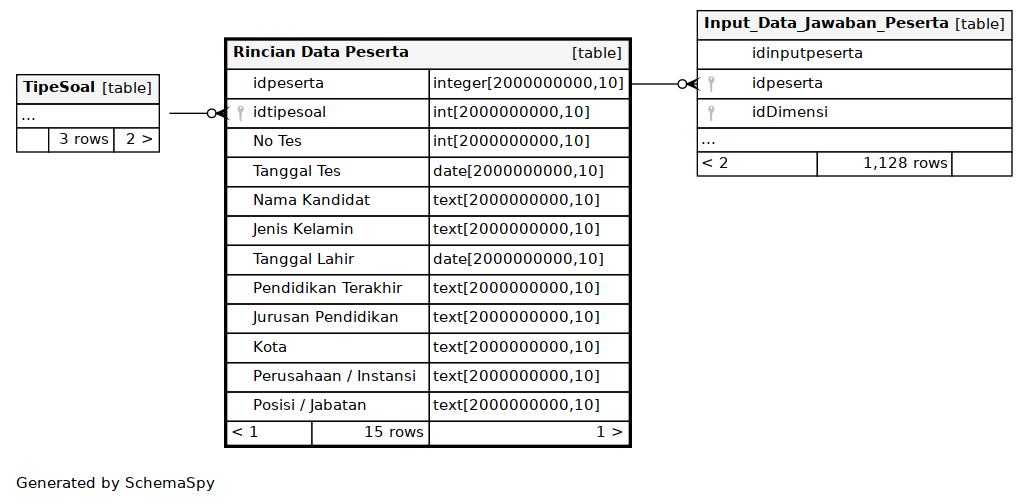 TipeSoal [table]
...
3 rows 2 >
Rincian Data Peserta [table]
idpeserta integer[2000000000,10]
idtipesoal int[2000000000,10]
No Tes int[2000000000,10]
Tanggal Tes date[2000000000,10]
Nama Kandidat text[2000000000,10]
Jenis Kelamin text[2000000000,10]
Tanggal Lahir date[2000000000,10]
Pendidikan Terakhir text[2000000000,10]
Jurusan Pendidikan text[2000000000,10]
Kota text[2000000000,10]
Perusahaan / Instansi text[2000000000,10]
Posisi / Jabatan text[2000000000,10]
< 1 15 rows 1 >
Input_Data_Jawaban_Peserta [table]
idinputpeserta
idpeserta
idDimensi
...
< 2 1,128 rows
Generated by SchemaSpy